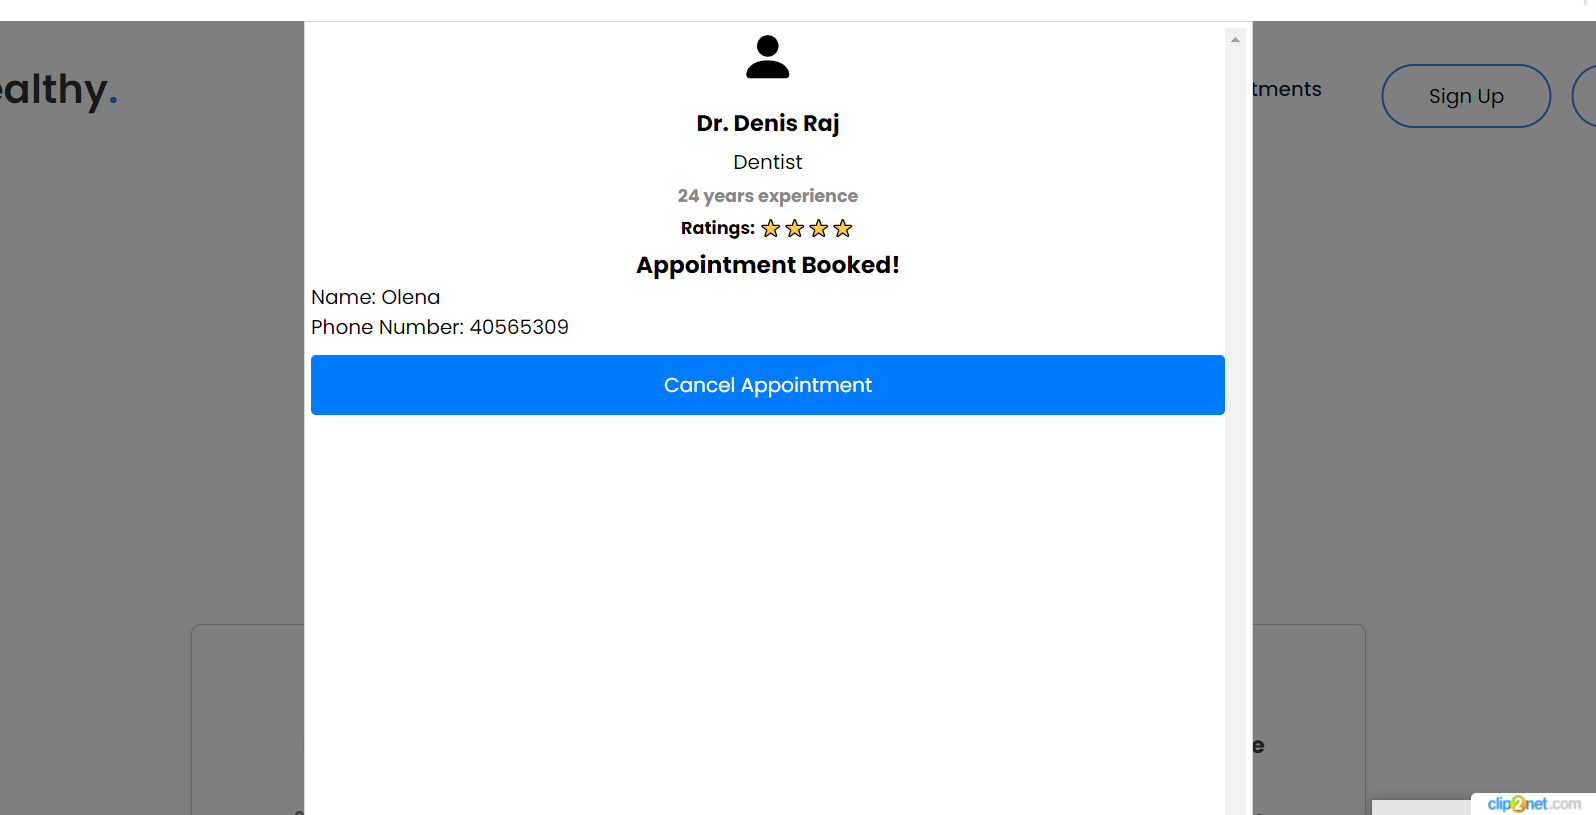 ealthy.
tments
Sign Up
Dr. Denis Raj
Dentist
24 years experience
Ratings:
Appointment Booked!
Name: Olena
Phone Number: 40565309
Cancel Appointment
e
clip2net.com